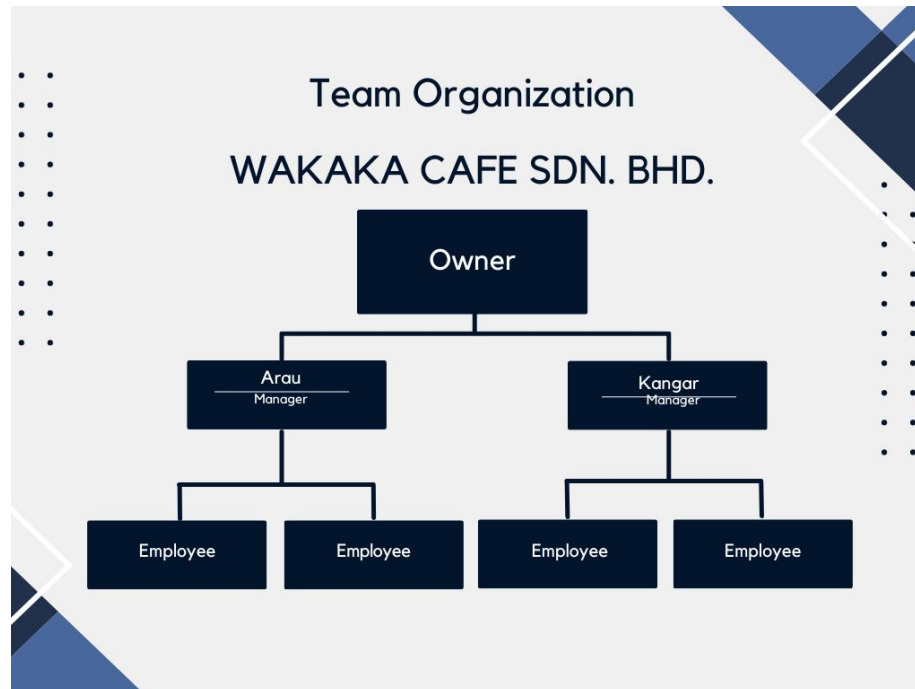 Team Organization
WAKAKA CAFE SDN. BHD.
Owner
Arau
Manager
Kangar
Manager
Employee
Employee
Employee
Employee